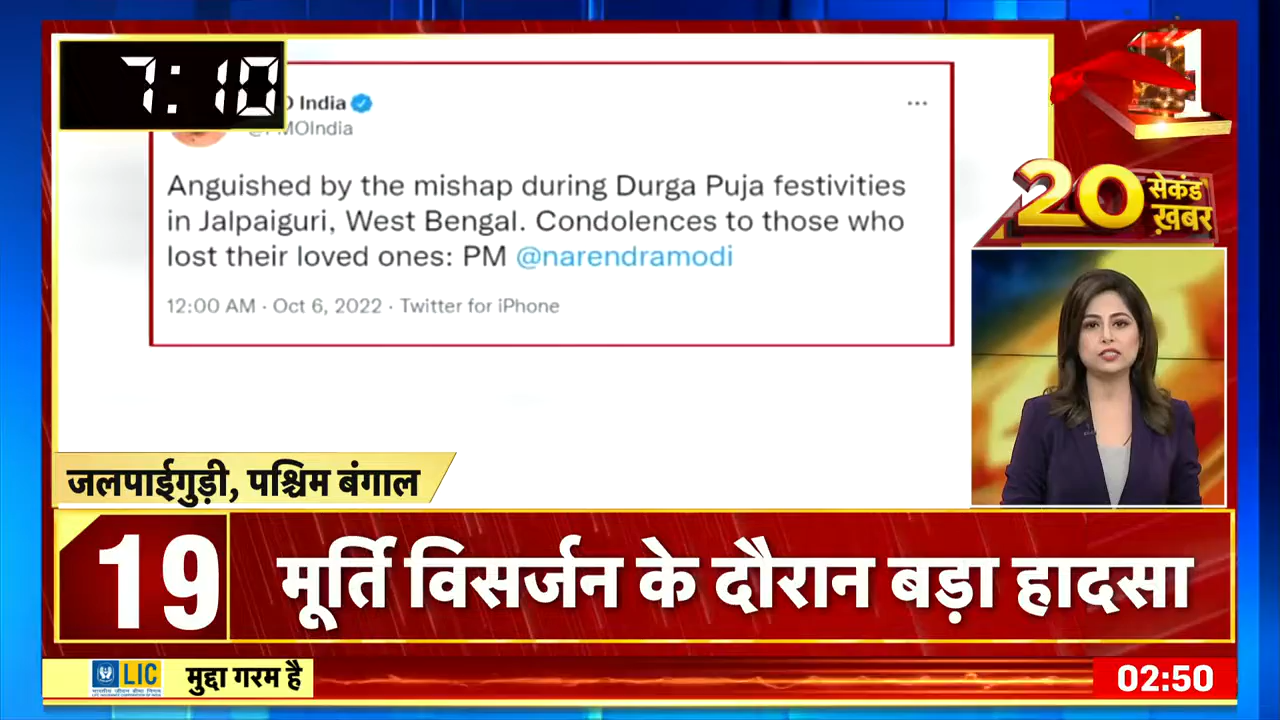 7:10
O India
@PMOIndia
Anguished by the mishap during Durga Puja festivities
in Jalpaiguri, West Bengal. Condolences to those who
lost their loved ones: PM @narendramodi
12:00 AM · Oct 6, 2022 · Twitter for iPhone
1
20 सेकंड
ख़बर
जलपाईगुड़ी, पश्चिम बंगाल
19 मूर्ति विसर्जन के दौरान बड़ा हादसा
LIC
मुद्दा गरम है
02:50